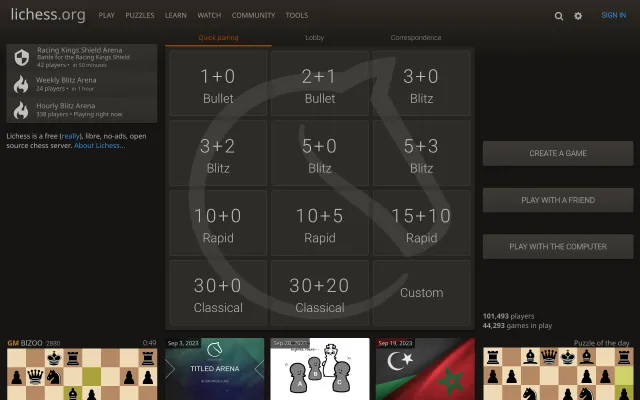 lichess.org PLAY PUZZLES LEARN WATCH COMMUNITY TOOLS SIGN IN
Quick pairing Lobby Correspondence
Racing Kings Shield Arena
Battle for the Racing Kings Shield
42 players • in 50 minutes
Weekly Blitz Arena
24 players • in 1 hour
Hourly Blitz Arena
338 players • Playing right now
Lichess is a free (really), libre, no-ads, open
source chess server. About Lichess...
1+0 2+1 3+0
Bullet Bullet Blitz
3+2 5+0 5+3
Blitz Blitz Blitz
10+0 10+5 15+10
Rapid Rapid Rapid
30+0 30+20 Custom
Classical Classical
CREATE A GAME
PLAY WITH A FRIEND
PLAY WITH THE COMPUTER
101,493 players
44,293 games in play
GM BIZOO 2880 0:49
Sep 3, 2023
TITLED ARENA
Sep 20, 2023
A B C
Sep 19, 2023
Puzzle of the day